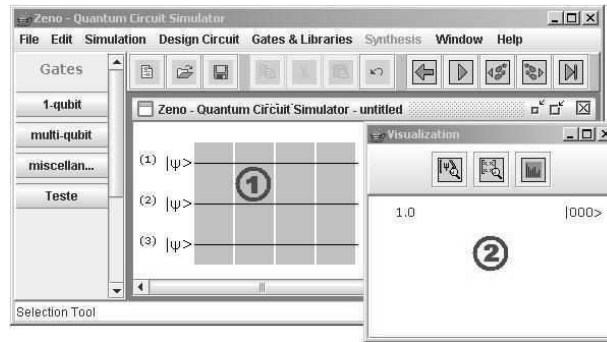 Zeno - Quantum Circuit Simulator
File Edit Simulation Design Circuit Gates & Libraries Synthesis Window Help
Gates
1-qubit
multi-qubit
miscellan...
Teste
Zeno - Quantum Circuit Simulator - untitled
(1) |ψ>
(2) |ψ>
(3) |ψ>
1
Selection Tool
Visualization
1.0 |000>
2